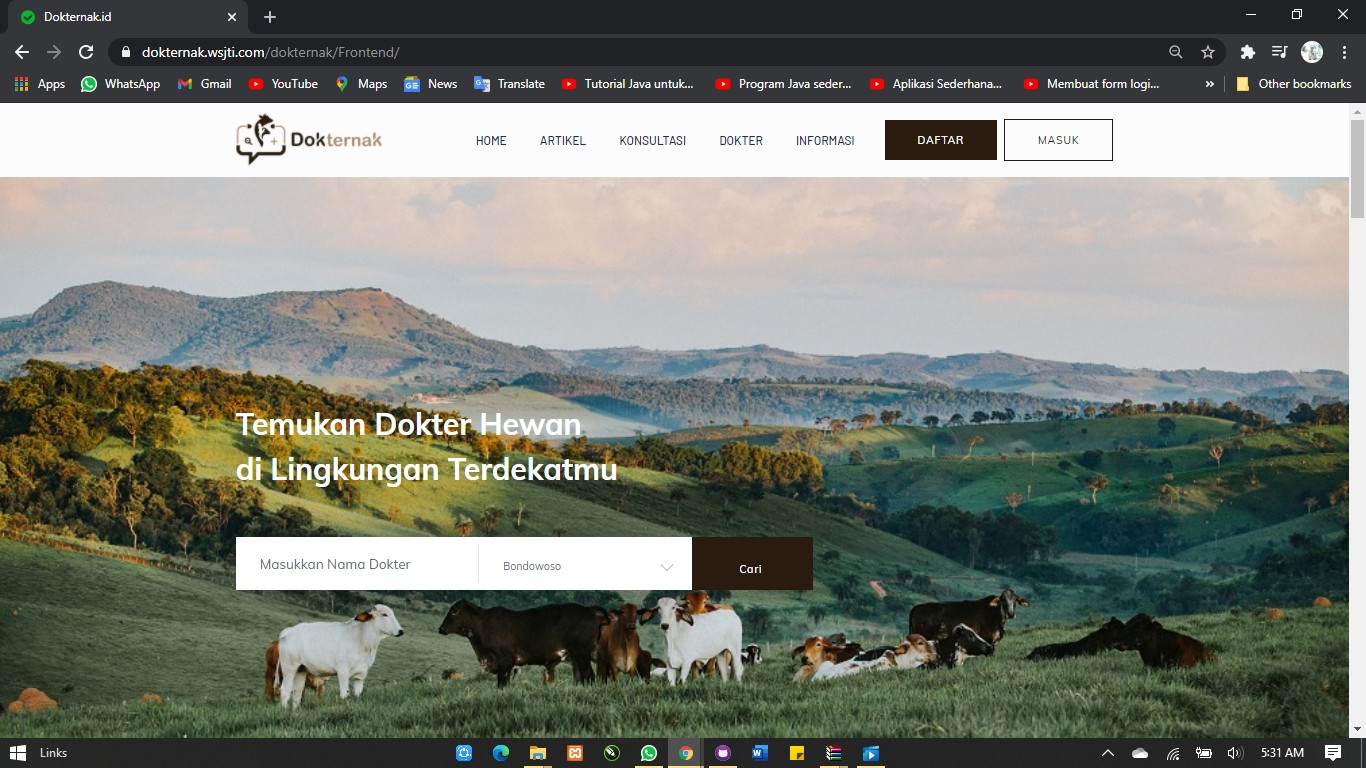 Dokternak.id
dokternak.wsjti.com/dokternak/Frontend/
Apps WhatsApp Gmail YouTube Maps News Translate Tutorial Java untuk... Program Java seder... Aplikasi Sederhana... Membuat form logi... » Other bookmarks
Dokternak HOME ARTIKEL KONSULTASI DOKTER INFORMASI DAFTAR MASUK
Temukan Dokter Hewan
di Lingkungan Terdekatmu
Masukkan Nama Dokter Bondowoso Cari
Links 5:31 AM